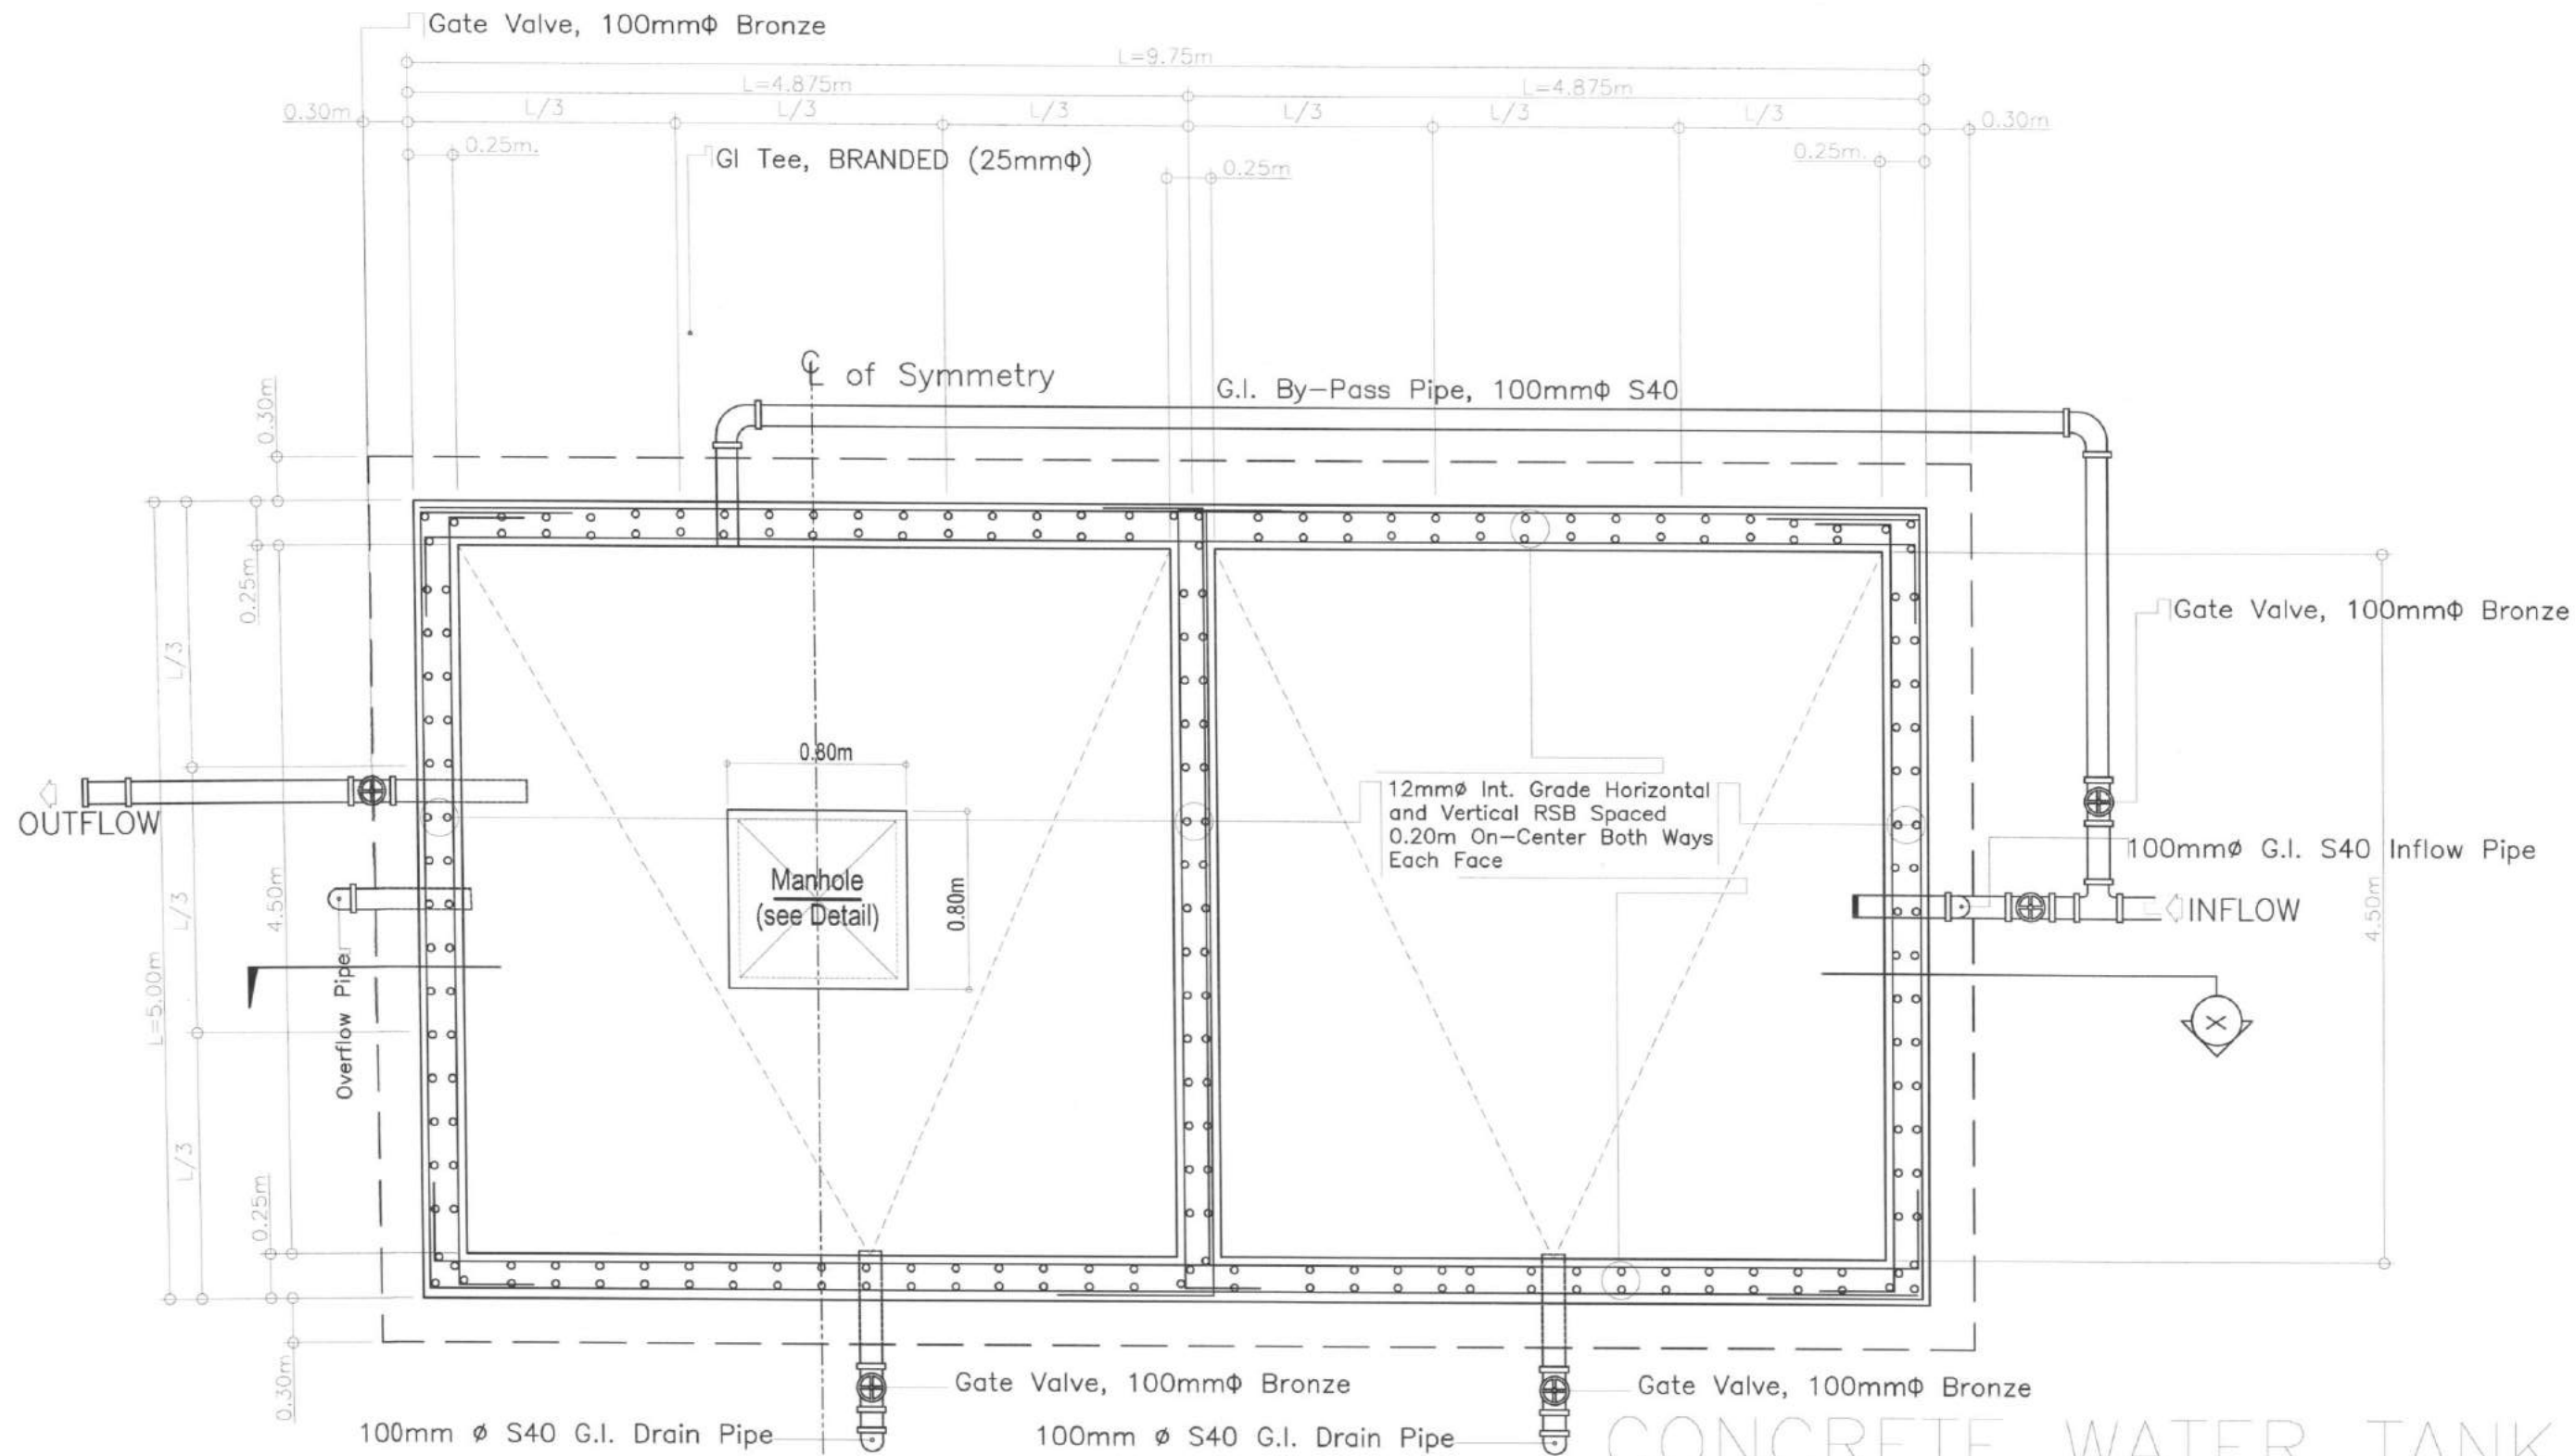 Gate Valve, 100mmΦ Bronze
L=9.75m
L=4.875m
L=4.875m
0.30m
L/3
L/3
L/3
L/3
L/3
L/3
0.30m
0.25m.
GI Tee, BRANDED (25mmΦ)
0.25m
0.25m.
℄ of Symmetry
G.I. By-Pass Pipe, 100mmΦ S40
0.30m
0.25m
L/3
Gate Valve, 100mmΦ Bronze
0.80m
12mmø Int. Grade Horizontal
and Vertical RSB Spaced
0.20m On-Center Both Ways
Each Face
OUTFLOW
100mmø G.I. S40 Inflow Pipe
Manhole
(see Detail)
0.80m
L/3
4.50m
INFLOW
4.50m
L=5.00m
Overflow Pipe
X
L/3
0.25m
0.30m
Gate Valve, 100mmΦ Bronze
Gate Valve, 100mmΦ Bronze
100mm ø S40 G.I. Drain Pipe
100mm ø S40 G.I. Drain Pipe
CONCRETE WATER TANK